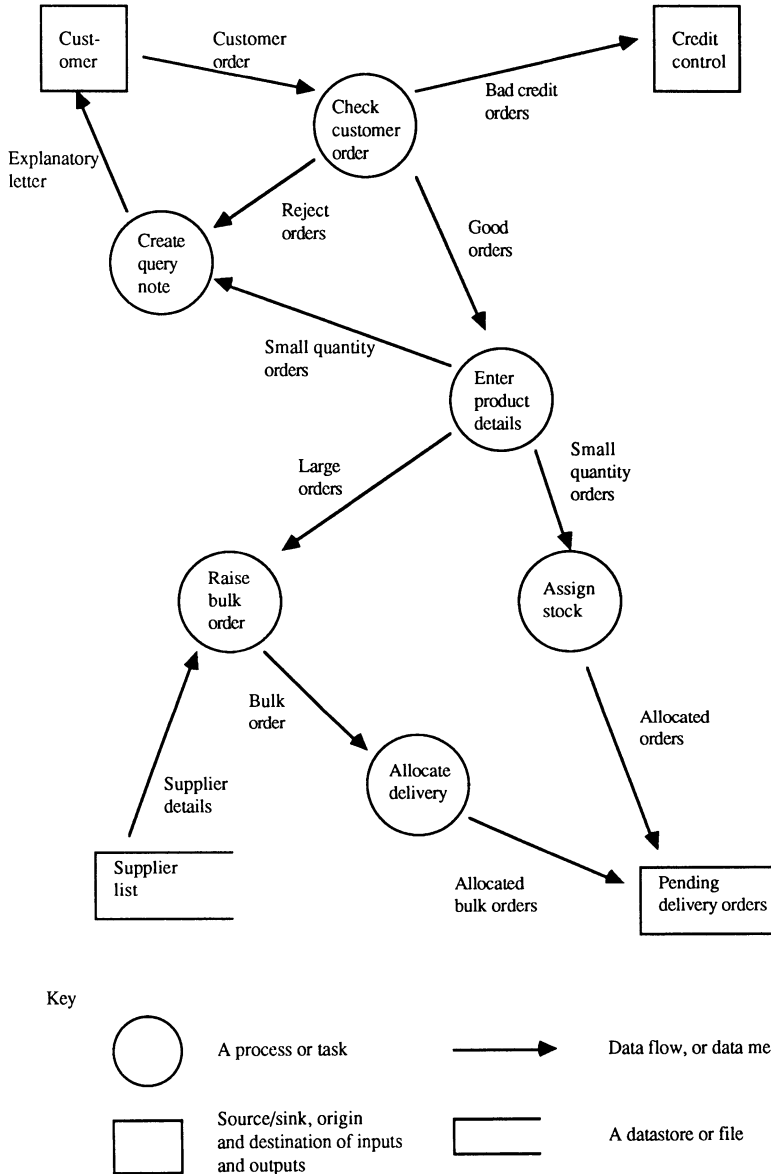 Cust-
omer
Customer
order
Credit
control
Check
customer
order
Bad credit
orders
Explanatory
letter
Reject
orders
Good
orders
Create
query
note
Small quantity
orders
Enter
product
details
Large
orders
Small
quantity
orders
Raise
bulk
order
Assign
stock
Bulk
order
Allocated
orders
Allocate
delivery
Supplier
details
Supplier
list
Allocated
bulk orders
Pending
delivery orders
Key
A process or task
Data flow, or data me
Source/sink, origin
and destination of inputs
and outputs
A datastore or file